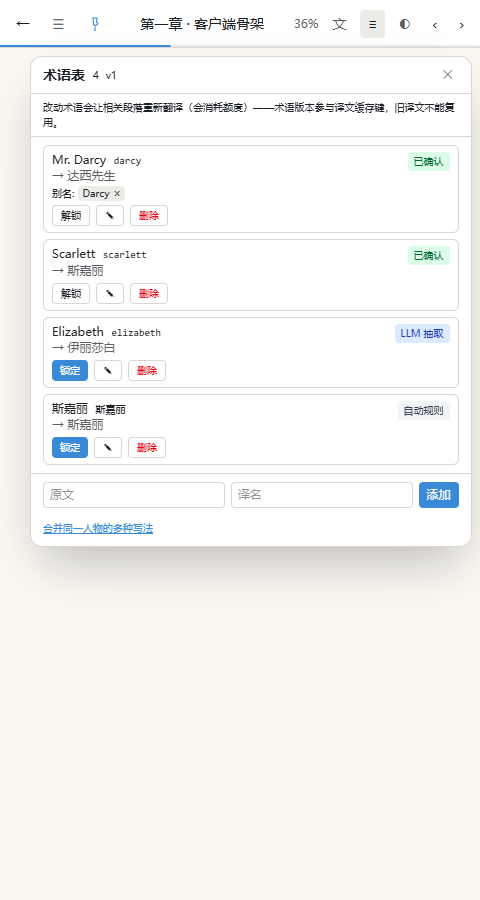 ← ☰ 第一章 · 客户端骨架 36% 文 ≡ ◐ ‹ ›
术语表 4 v1 ×
改动术语会让相关段落重新翻译（会消耗额度）——术语版本参与译文缓存键，旧译文不能复
用。
Mr. Darcy darcy 已确认
→ 达西先生
别名: Darcy ×
解锁 ✎ 删除
Scarlett scarlett 已确认
→ 斯嘉丽
解锁 ✎ 删除
Elizabeth elizabeth LLM 抽取
→ 伊丽莎白
锁定 ✎ 删除
斯嘉丽 斯嘉丽 自动规则
→ 斯嘉丽
锁定 ✎ 删除
原文 译名 添加
合并同一人物的多种写法